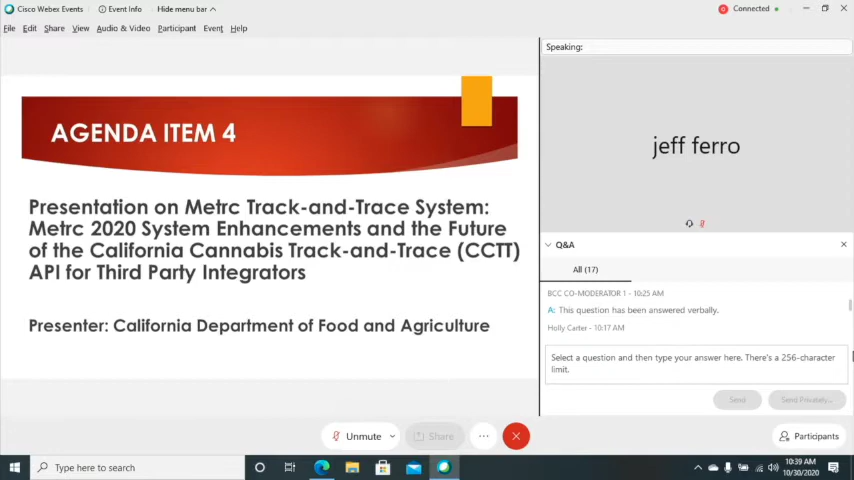 Cisco Webex Events
Event Info
Hide menu bar
Connected
File Edit Share View Audio & Video Participant Event Help
AGENDA ITEM 4
Presentation on Metrc Track-and-Trace System:
Metrc 2020 System Enhancements and the Future
of the California Cannabis Track-and-Trace (CCTT)
API for Third Party Integrators
Presenter: California Department of Food and Agriculture
Speaking:
jeff ferro
Q&A
All (17)
BCC CO-MODERATOR 1 - 10:25 AM
A: This question has been answered verbally.
Holly Carter - 10:17 AM
Select a question and then type your answer here. There's a 256-character
limit.
Send
Send Privately...
Unmute
Share
Participants
Type here to search
10:39 AM
10/30/2020